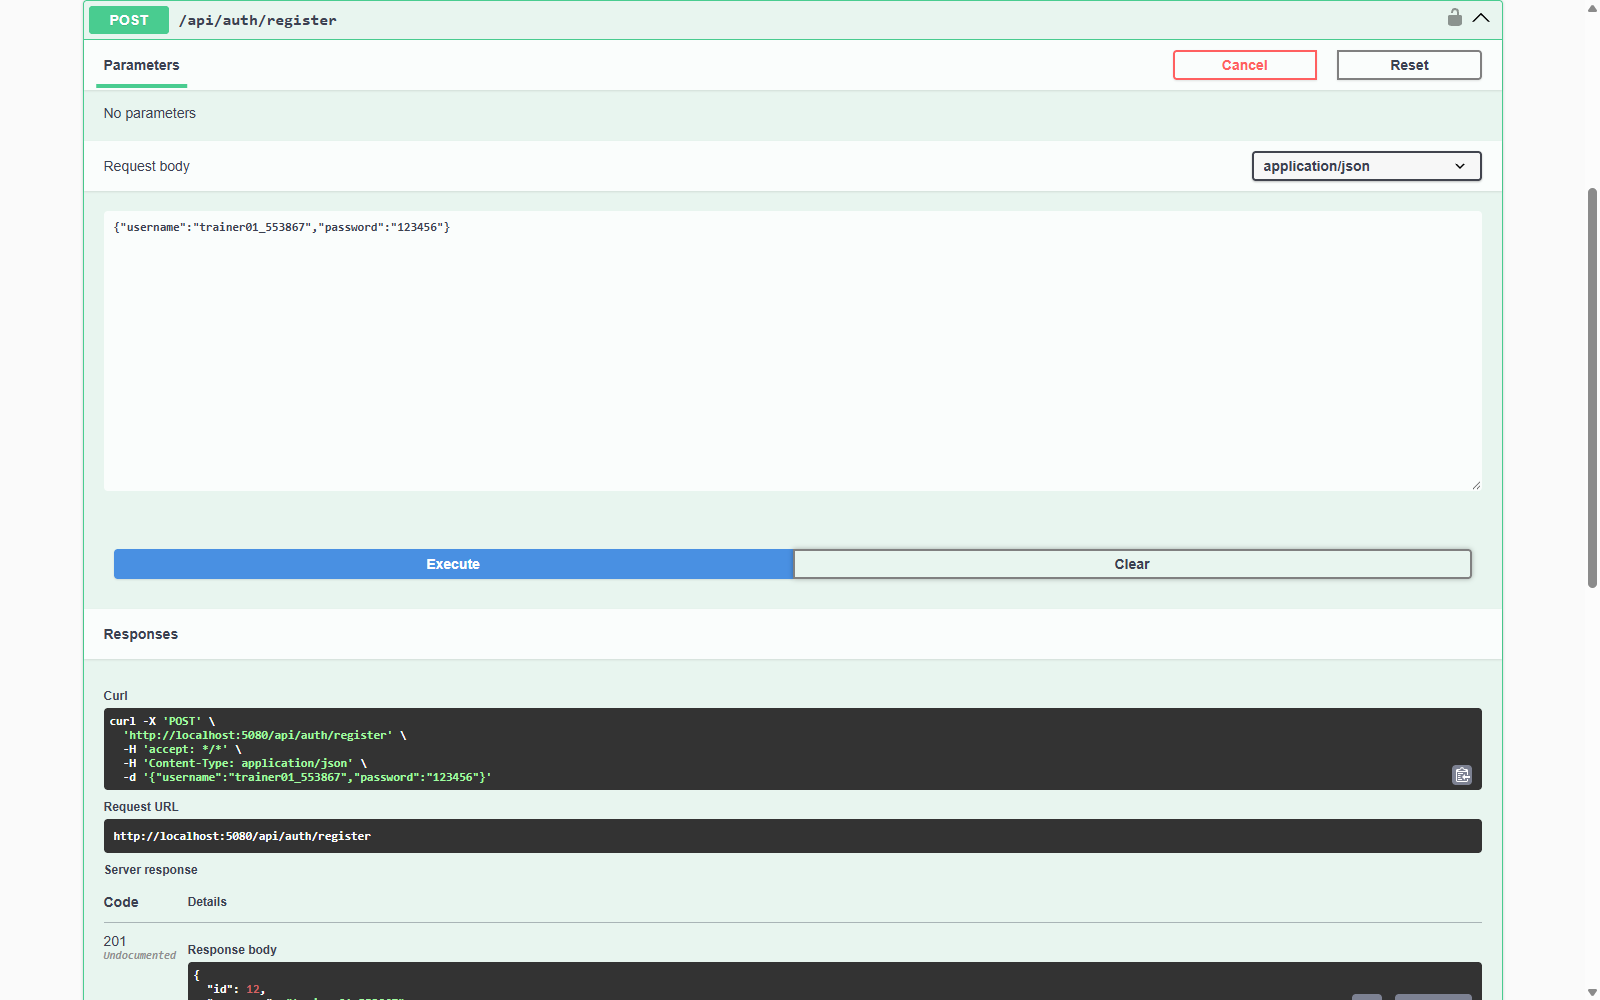 POST /api/auth/register
Parameters
Cancel
Reset
No parameters
Request body
application/json
{"username":"trainer01_553867","password":"123456"}
Execute
Clear
Responses
Curl
curl -X 'POST' \
'http://localhost:5080/api/auth/register' \
-H 'accept: */*' \
-H 'Content-Type: application/json' \
-d '{"username":"trainer01_553867","password":"123456"}'
Request URL
http://localhost:5080/api/auth/register
Server response
Code Details
201
Undocumented
Response body
{
"id": 12,